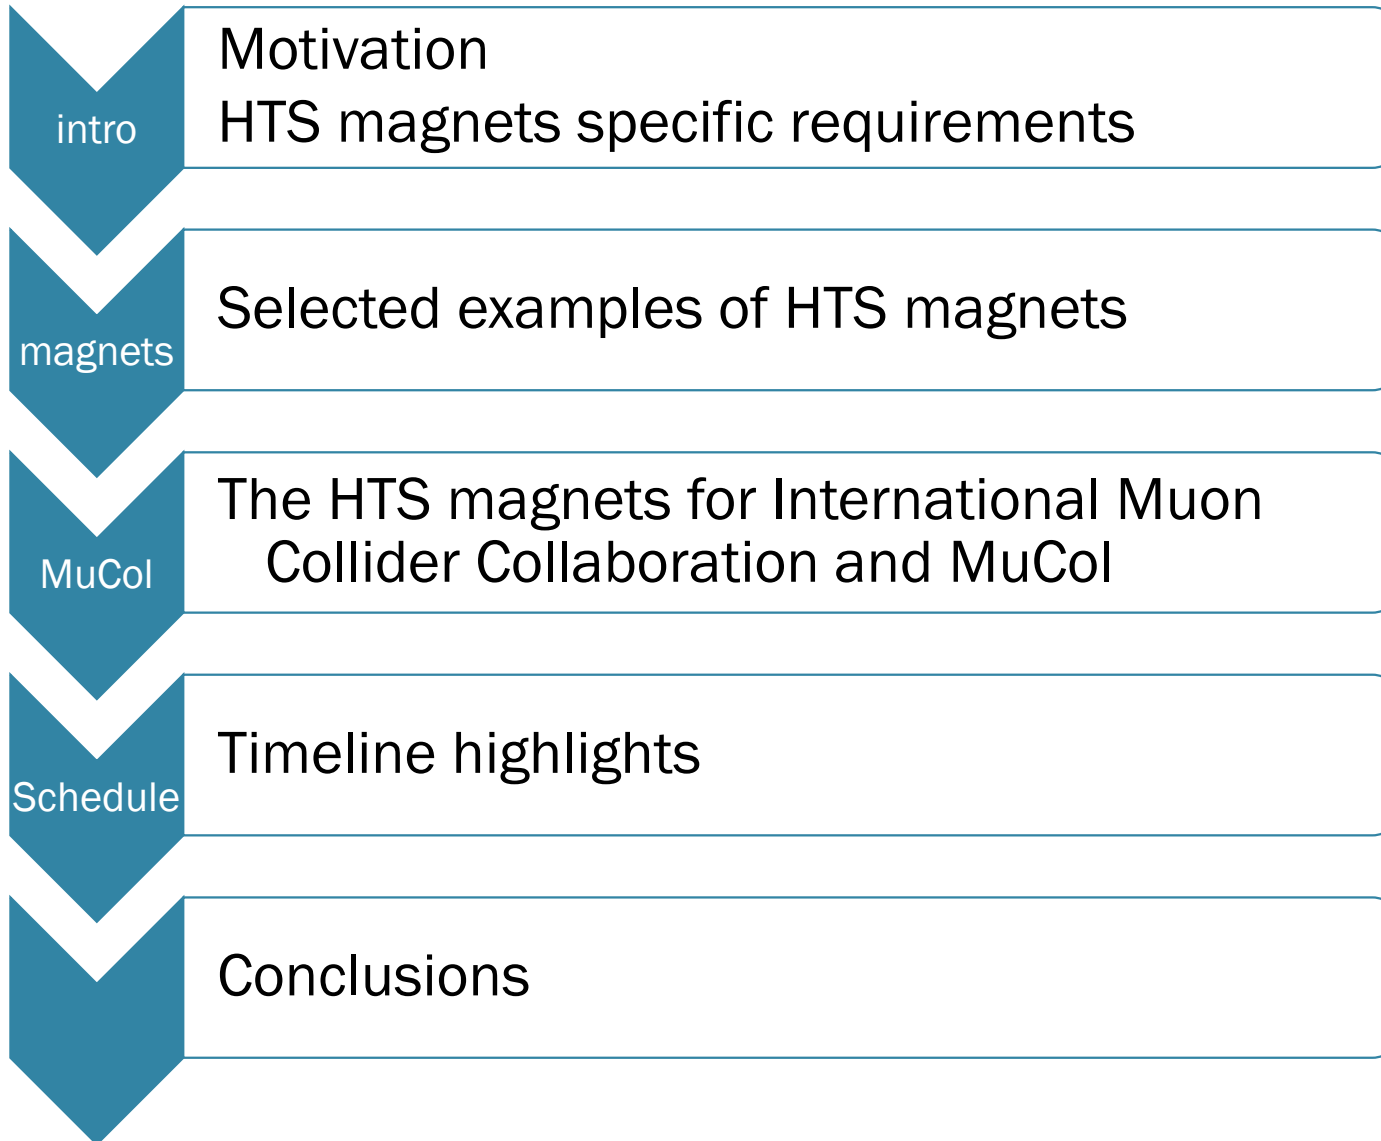 Motivation
HTS magnets specific requirements
intro
Selected examples of HTS magnets
magnets
The HTS magnets for International Muon
Collider Collaboration and MuCol
MuCol
Timeline highlights
Schedule
Conclusions